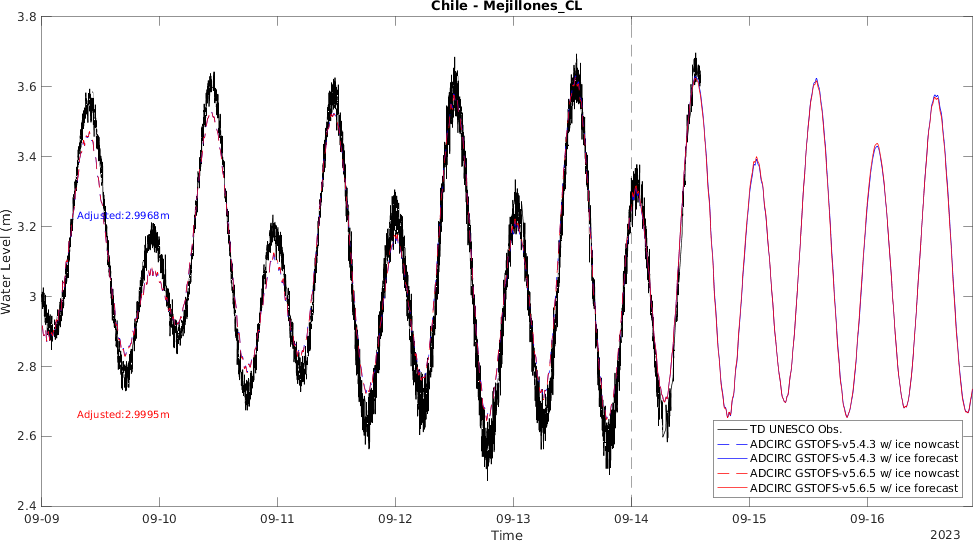 Chile - Mejillones_CL
3.8
3.6
3.4
3.2
3
2.8
2.6
2.4
Water Level (m)
Adjusted:2.9968m
Adjusted:2.9995m
TD UNESCO Obs.
ADCIRC GSTOFS-v5.4.3 w/ ice nowcast
ADCIRC GSTOFS-v5.4.3 w/ ice forecast
ADCIRC GSTOFS-v5.6.5 w/ ice nowcast
ADCIRC GSTOFS-v5.6.5 w/ ice forecast
09-09 09-10 09-11 09-12 09-13 09-14 09-15 09-16
Time
2023